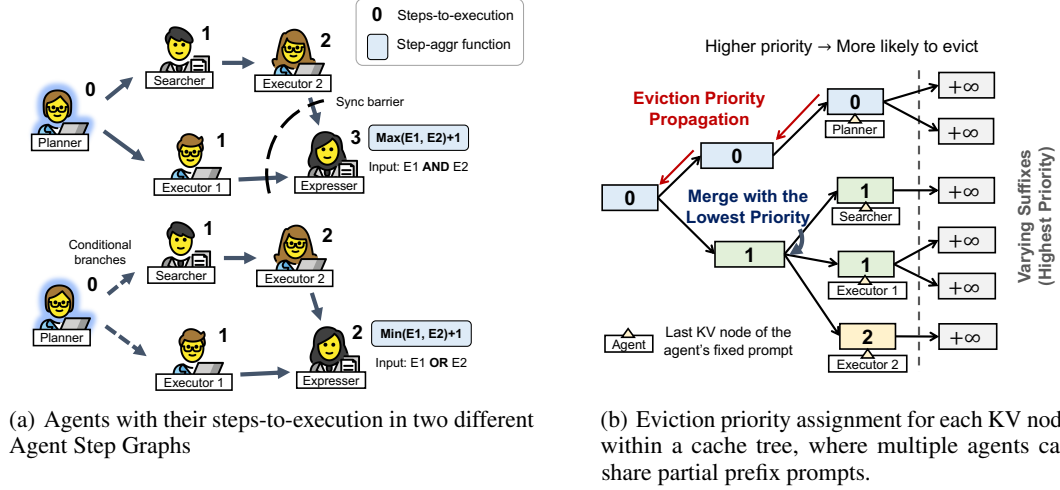 0 Steps-to-execution
Step-aggr function
0
Planner
1
Searcher
2
Executor 2
Sync barrier
1
Executor 1
3
Expresser
Max(E1, E2)+1
Input: E1 AND E2
Conditional
branches
0
Planner
1
Searcher
2
Executor 2
1
Executor 1
2
Expresser
Min(E1, E2)+1
Input: E1 OR E2
(a) Agents with their steps-to-execution in two different
Agent Step Graphs
Higher priority → More likely to evict
Eviction Priority
Propagation
0
0
0
Planner
+∞
+∞
Merge with the
Lowest Priority
1
1
Searcher
+∞
1
Executor 1
+∞
+∞
2
Executor 2
+∞
Agent
Last KV node of the
agent's fixed prompt
Varying Suffixes
(Highest Priority)
(b) Eviction priority assignment for each KV nod
within a cache tree, where multiple agents ca
share partial prefix prompts.